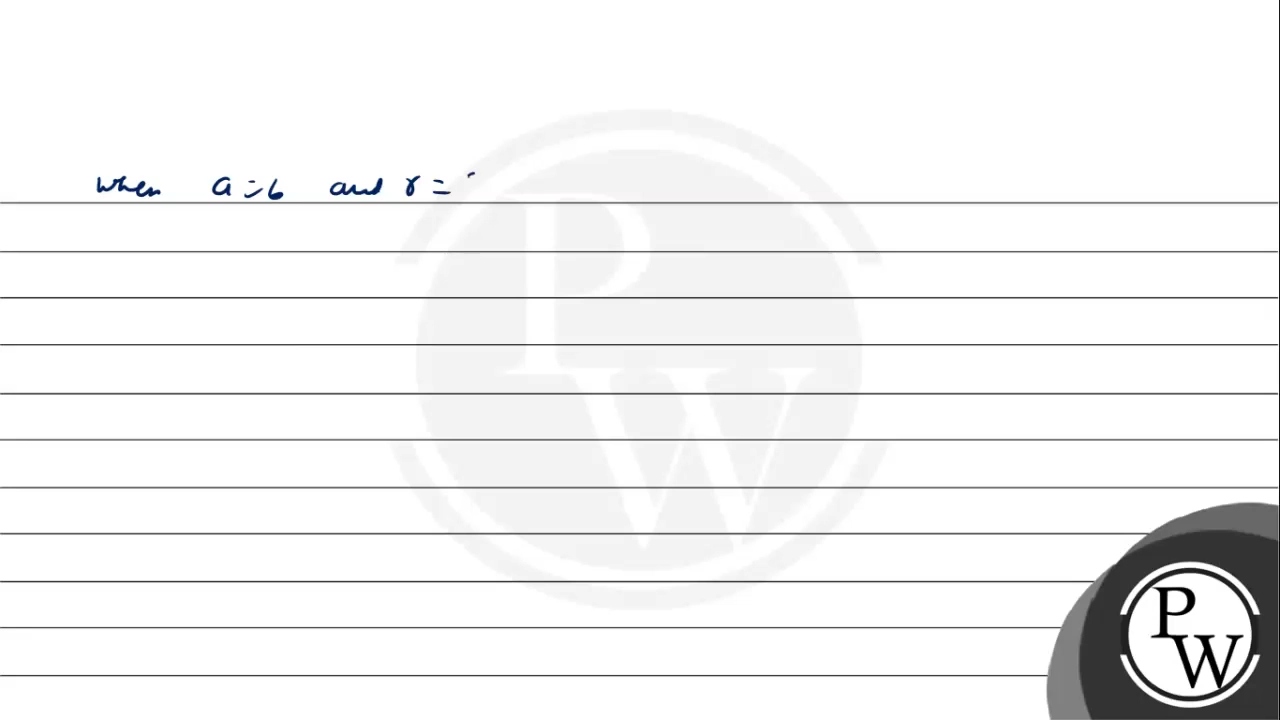 when a = 6 and r =
P
W
P
W